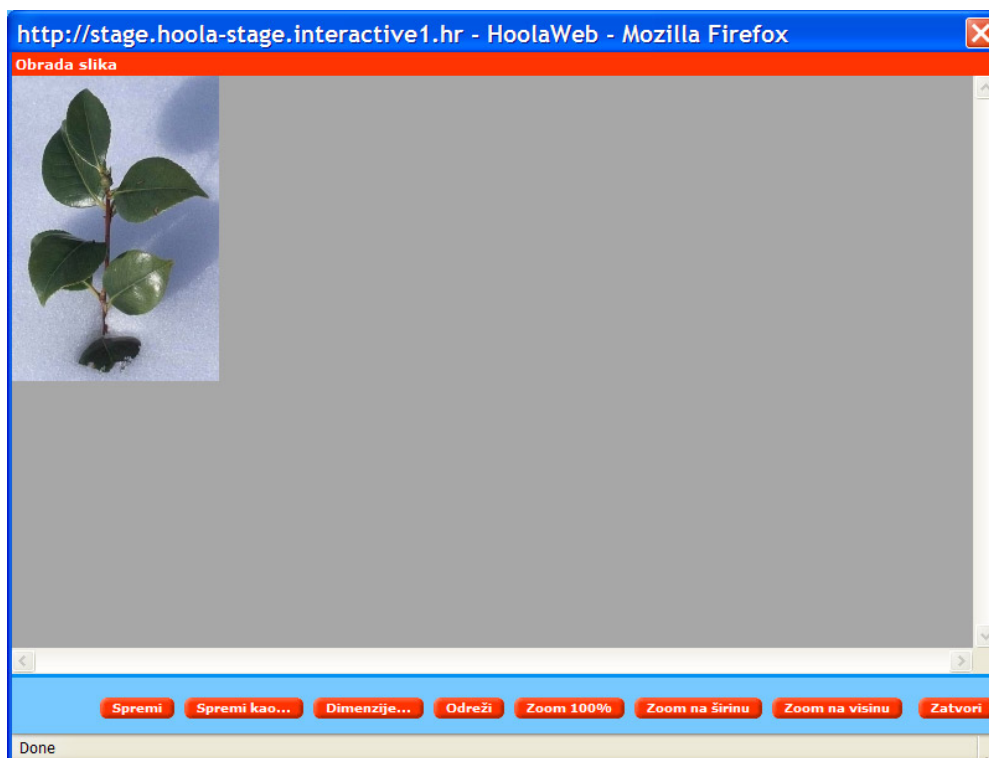 http://stage.hoola-stage.interactive1.hr - HoolaWeb - Mozilla Firefox
Obrada slika
Spremi Spremi kao... Dimenzije... Odreži Zoom 100% Zoom na širinu Zoom na visinu Zatvori
Done